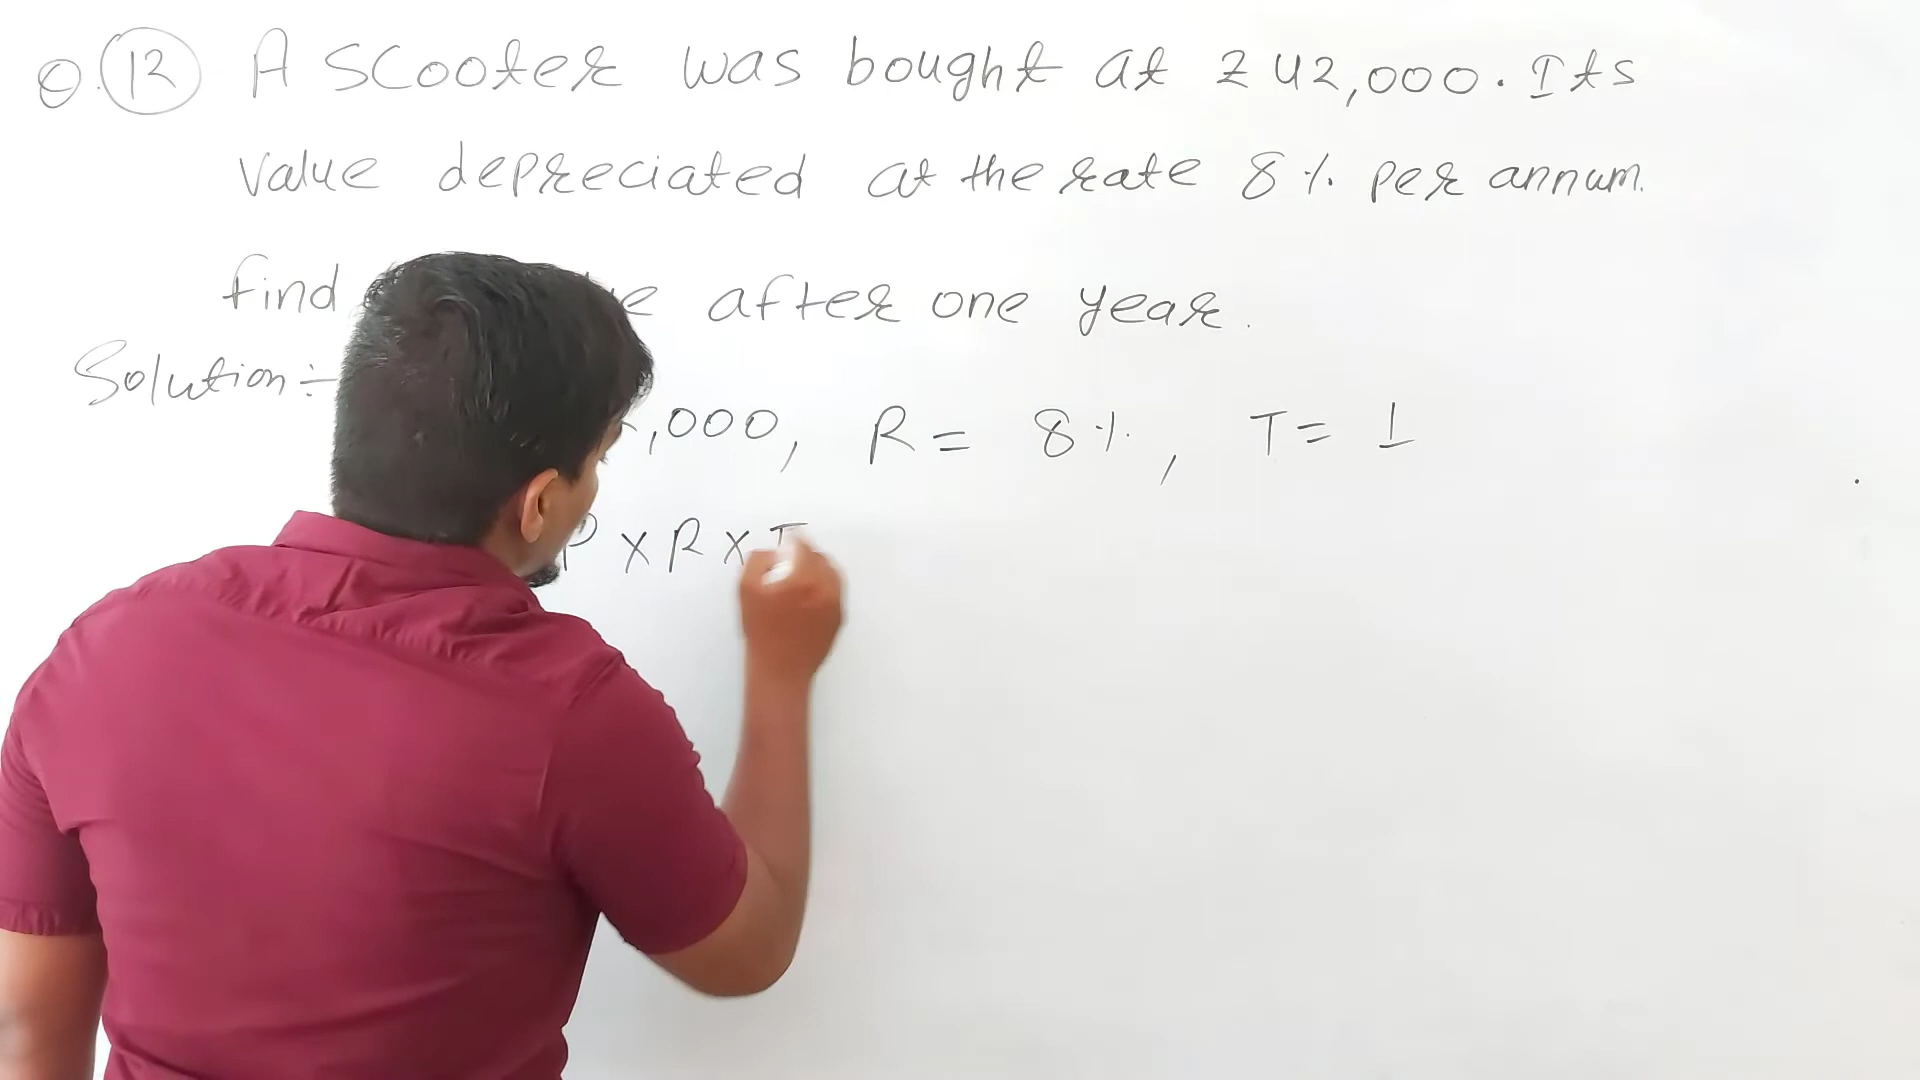 Q. 12 A Scooter was bought at ₹ 42,000. Its
Value depreciated at the rate 8% per annum.
find after one year.
Solution :-
,000, R = 8%, T = 1
P × R × T